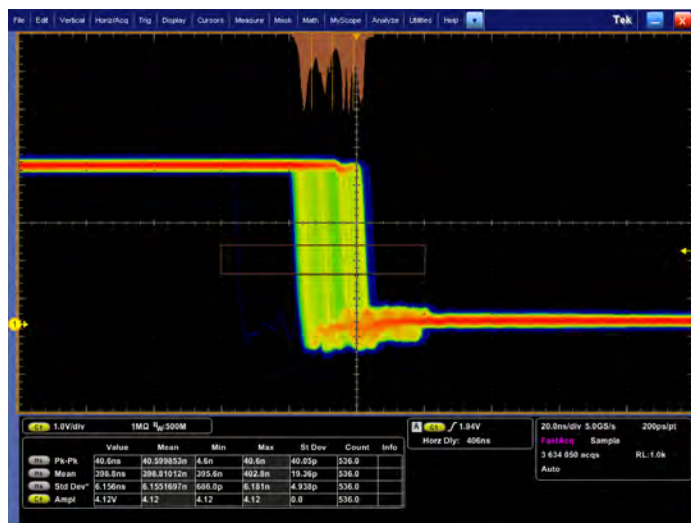 File Edit Vertical Horiz/Acq Trig Display Cursors Measure Mask Math MyScope Analyze Utilities Help Tek X
1
C1 1.0V/div 1MΩ BW:500M
A C1 1.94V
Horz Dly: 406ns
20.0ns/div 5.0GS/s 200ps/pt
FastAcq Sample
3 634 050 acqs RL:1.0k
Auto
Value Mean Min Max St Dev Count Info
Pk-Pk 40.6ns 40.599853n 4.6n 40.6n 40.05p 536.0
Mean 398.8ns 398.81012n 395.6n 402.8n 19.36p 536.0
Std Dev* 6.156ns 6.1551697n 686.0p 6.181n 4.938p 536.0
C1 Ampl 4.12V 4.12 4.12 4.12 0.0 536.0